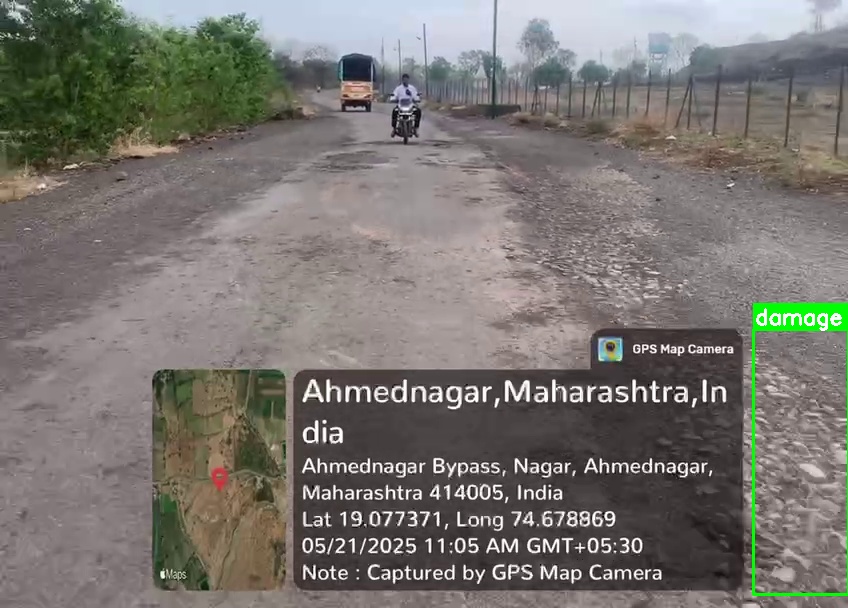 damage
GPS Map Camera
Ahmednagar,Maharashtra,In
dia
Ahmednagar Bypass, Nagar, Ahmednagar,
Maharashtra 414005, India
Lat 19.077371, Long 74.678869
05/21/2025 11:05 AM GMT+05:30
Note : Captured by GPS Map Camera
Maps